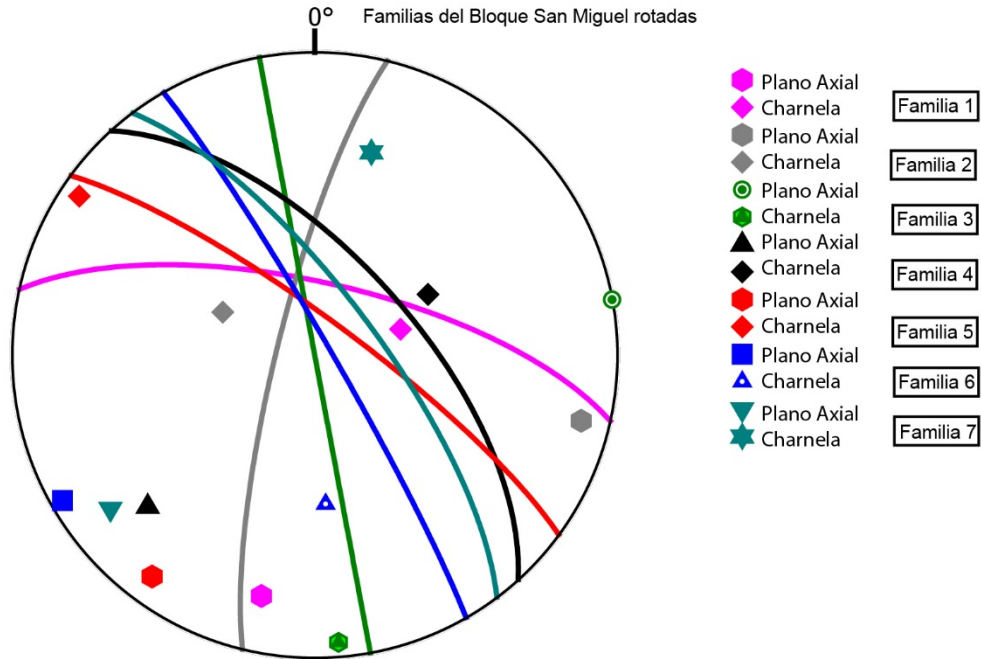 0° Familias del Bloque San Miguel rotadas
Plano Axial
Charnela
Familia 1
Plano Axial
Charnela
Familia 2
Plano Axial
Charnela
Familia 3
Plano Axial
Charnela
Familia 4
Plano Axial
Charnela
Familia 5
Plano Axial
Charnela
Familia 6
Plano Axial
Charnela
Familia 7